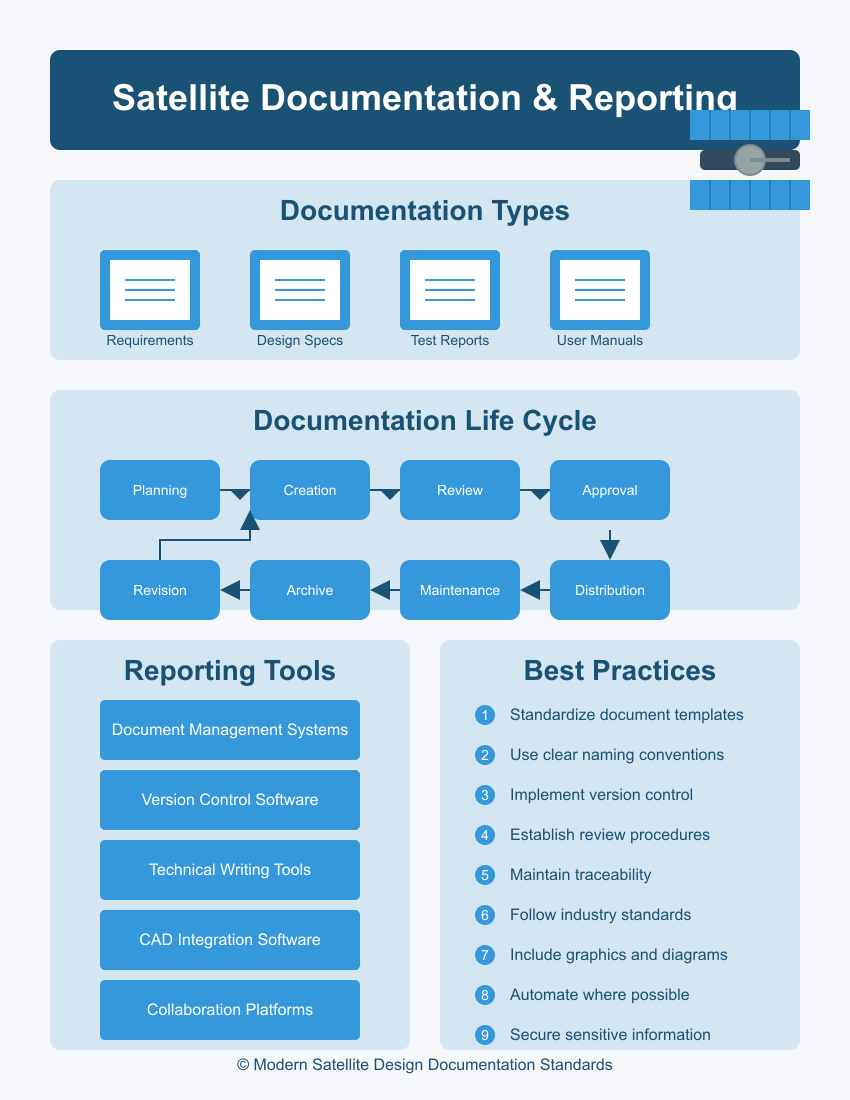 Satellite Documentation & Reporting
Documentation Types
Requirements
Design Specs
Test Reports
User Manuals
Documentation Life Cycle
Planning
Creation
Review
Approval
Revision
Archive
Maintenance
Distribution
Reporting Tools
Document Management Systems
Version Control Software
Technical Writing Tools
CAD Integration Software
Collaboration Platforms
Best Practices
1 Standardize document templates
2 Use clear naming conventions
3 Implement version control
4 Establish review procedures
5 Maintain traceability
6 Follow industry standards
7 Include graphics and diagrams
8 Automate where possible
9 Secure sensitive information
© Modern Satellite Design Documentation Standards